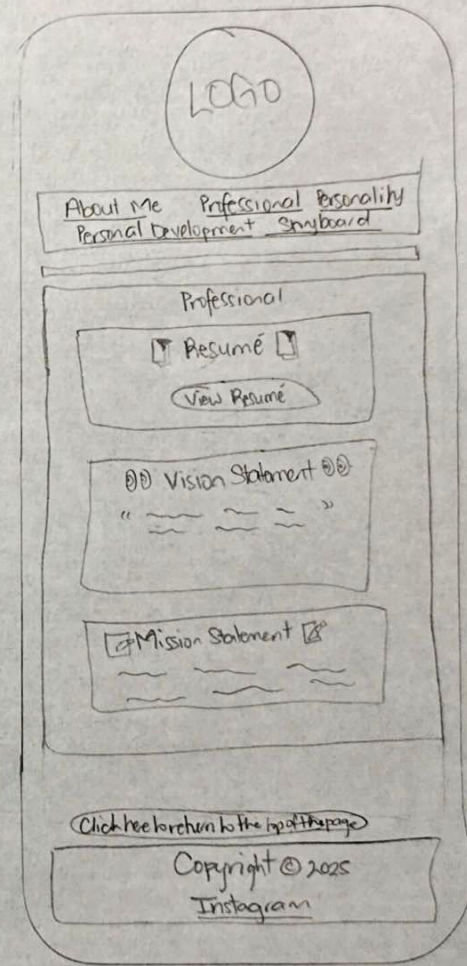 LOGO
About Me Professional Personality
Personal Development Storyboard
Professional
Resumé
View Resumé
Vision Statement
“ ”
Mission Statement
Click here to return to the top of the page
Copyright © 2025
Instagram